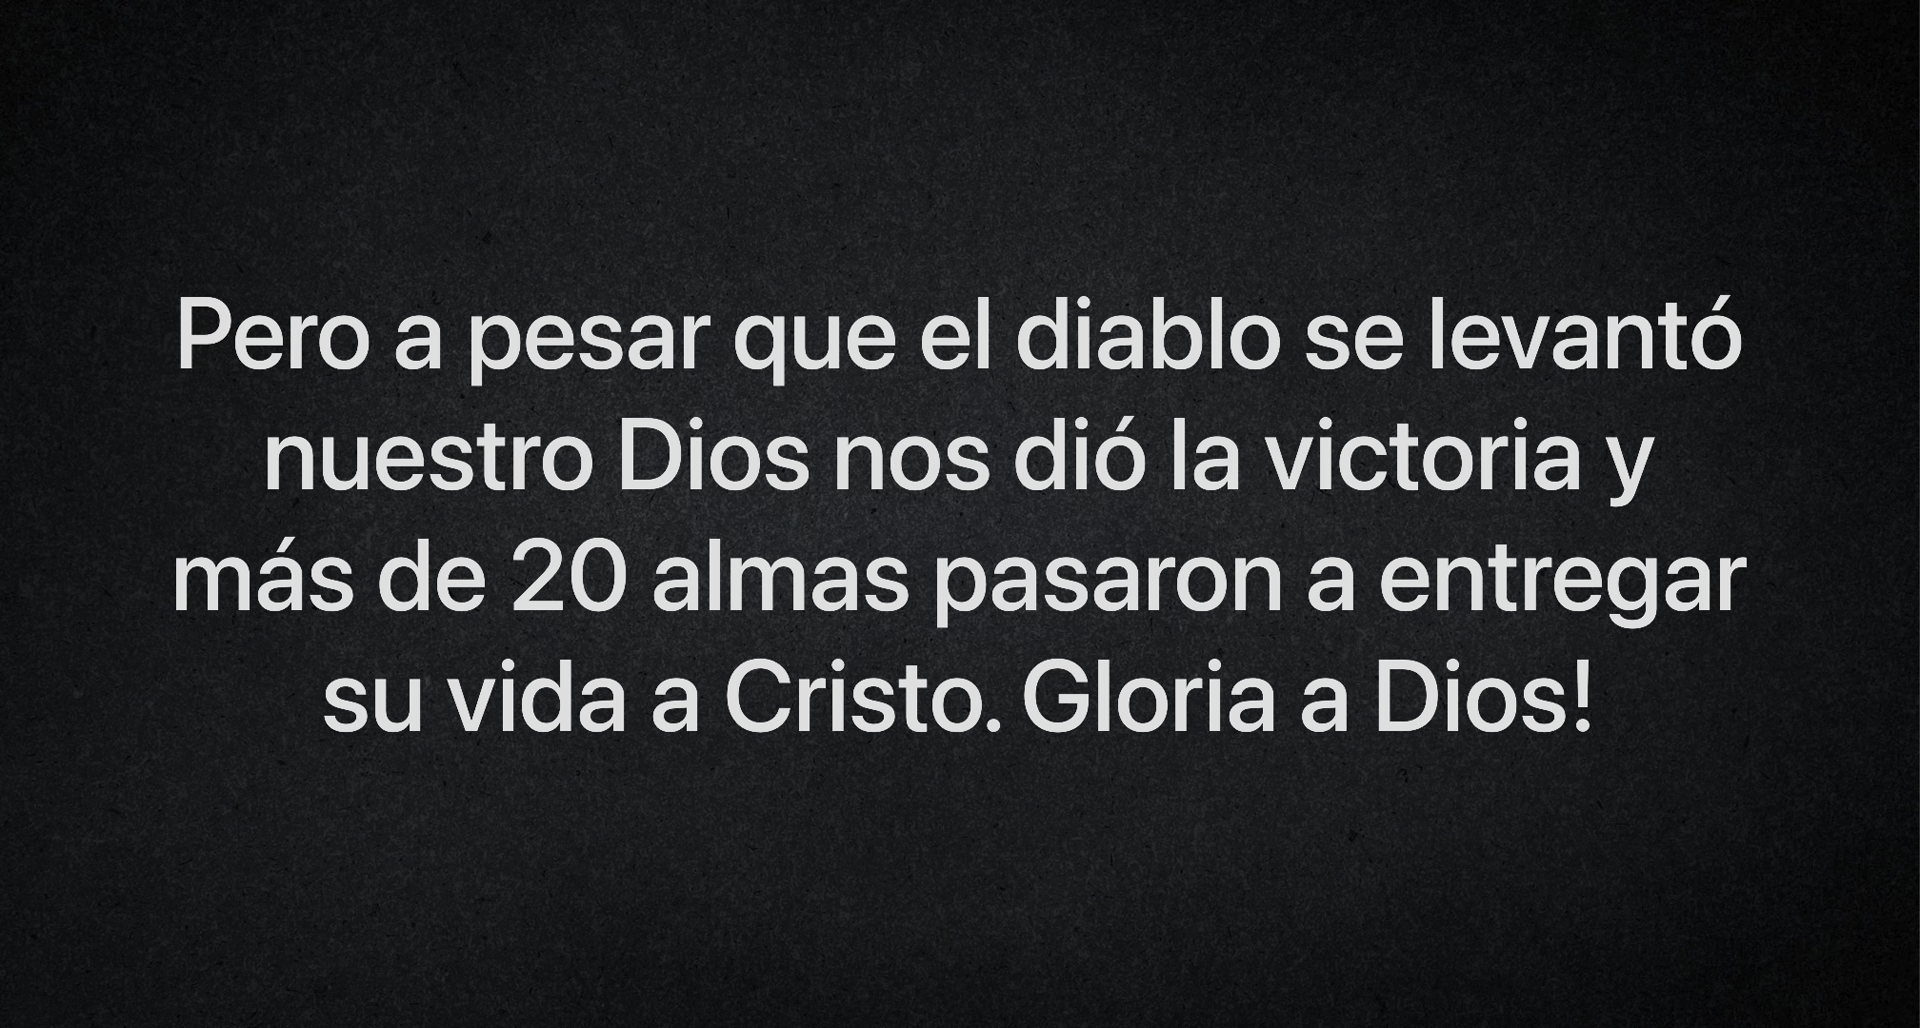 Pero a pesar que el diablo se levantó
nuestro Dios nos dió la victoria y
más de 20 almas pasaron a entregar
su vida a Cristo. Gloria a Dios!